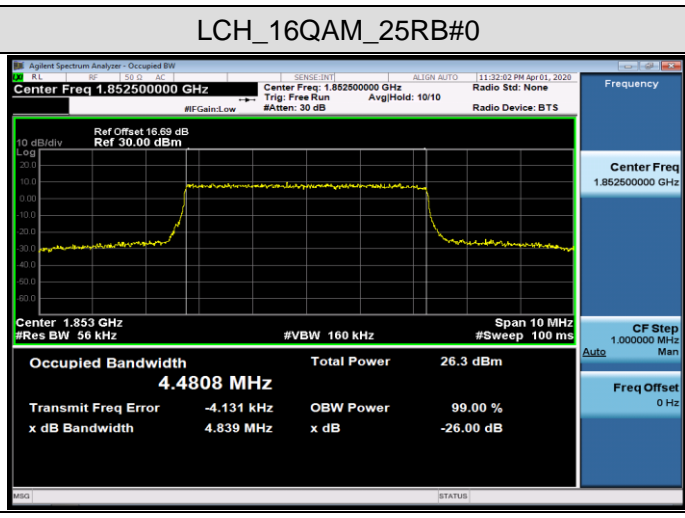 LCH_16QAM_25RB#0
Agilent Spectrum Analyzer - Occupied BW
RL RF 50 Ω AC SENSE:INT ALIGN AUTO 11:32:02 PM Apr 01, 2020
Center Freq 1.852500000 GHz
Center Freq: 1.852500000 GHz
Radio Std: None
Trig: Free Run Avg|Hold: 10/10
#IFGain:Low #Atten: 30 dB Radio Device: BTS
Frequency
Ref Offset 16.69 dB
10 dB/div Ref 30.00 dBm
Log
20.0
10.0
0.00
-10.0
-20.0
-30.0
-40.0
-50.0
-60.0
Center 1.853 GHz Span 10 MHz
#Res BW 56 kHz #VBW 160 kHz #Sweep 100 ms
Occupied Bandwidth Total Power 26.3 dBm
4.4808 MHz
Transmit Freq Error -4.131 kHz OBW Power 99.00 %
x dB Bandwidth 4.839 MHz x dB -26.00 dB
Center Freq
1.852500000 GHz
CF Step
1.000000 MHz
Auto Man
Freq Offset
0 Hz
MSG STATUS